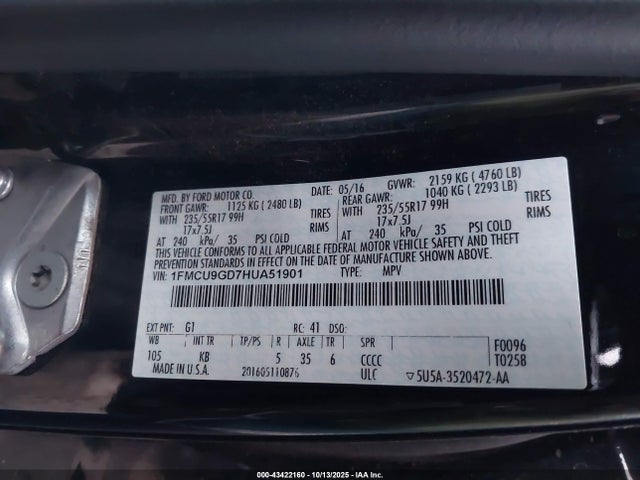 MFD. BY FORD MOTOR CO.
DATE: 05/16 GVWR: 2159 KG ( 4760 LB)
FRONT GAWR: 1125 KG ( 2480 LB) REAR GAWR: 1040 KG ( 2293 LB)
WITH 235/55R17 99H TIRES WITH 235/55R17 99H TIRES
17x7.5J RIMS 17x7.5J RIMS
AT 240 kPa/ 35 PSI COLD AT 240 kPa/ 35 PSI COLD
THIS VEHICLE CONFORMS TO ALL APPLICABLE FEDERAL MOTOR VEHICLE SAFETY AND THEFT
PREVENTION STANDARDS IN EFFECT ON THE DATE OF MANUFACTURE SHOWN ABOVE.
VIN: 1FMCU9GD7HUA51901 TYPE: MPV
EXT PNT: G1 RC: 41 DSO:
WB TP/PS R AXLE TR SPR F0096
105 KB 5 35 6 CCCC T0258
MADE IN U.S.A. 20160511087 ULC ▽5U5A-3520472-AA
000-43422160 - 10/13/2025 - IAA Inc.